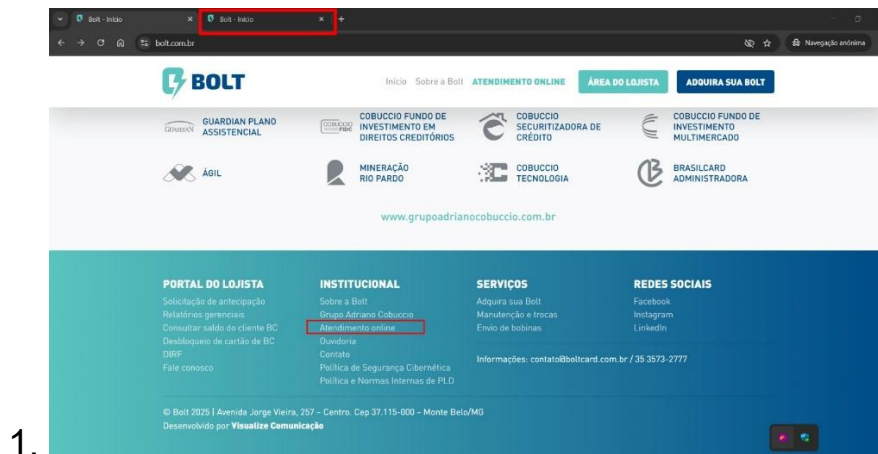 Bolt - Início
Bolt - Início
bolt.com.br
Navegação anônima
BOLT
Início Sobre a Bolt ATENDIMENTO ONLINE ÁREA DO LOJISTA ADQUIRA SUA BOLT
GUARDIAN PLANO
ASSISTENCIAL
COBUCCIO FUNDO DE
INVESTIMENTO EM
DIREITOS CREDITÓRIOS
COBUCCIO
SECURITIZADORA DE
CRÉDITO
COBUCCIO FUNDO DE
INVESTIMENTO
MULTIMERCADO
ÁGIL
MINERAÇÃO
RIO PARDO
COBUCCIO
TECNOLOGIA
BRASILCARD
ADMINISTRADORA
www.grupoadrianocobuccio.com.br
PORTAL DO LOJISTA
Solicitação de antecipação
Relatórios gerenciais
Consultar saldo do cliente BC
Desbloqueio de cartão de BC
DIRF
Fale conosco
INSTITUCIONAL
Sobre a Bolt
Grupo Adriano Cobuccio
Atendimento online
Ouvidoria
Contato
Política de Segurança Cibernética
Política e Normas Internas de PLD
SERVIÇOS
Adquira sua Bolt
Manutenção e trocas
Envio de bobinas
REDES SOCIAIS
Facebook
Instagram
LinkedIn
Informações: contato@boltcard.com.br / 35 3573-2777
© Bolt 2025 | Avenida Jorge Vieira, 257 – Centro. Cep 37.115-000 – Monte Belo/MG
Desenvolvido por Visualize Comunicação
1.